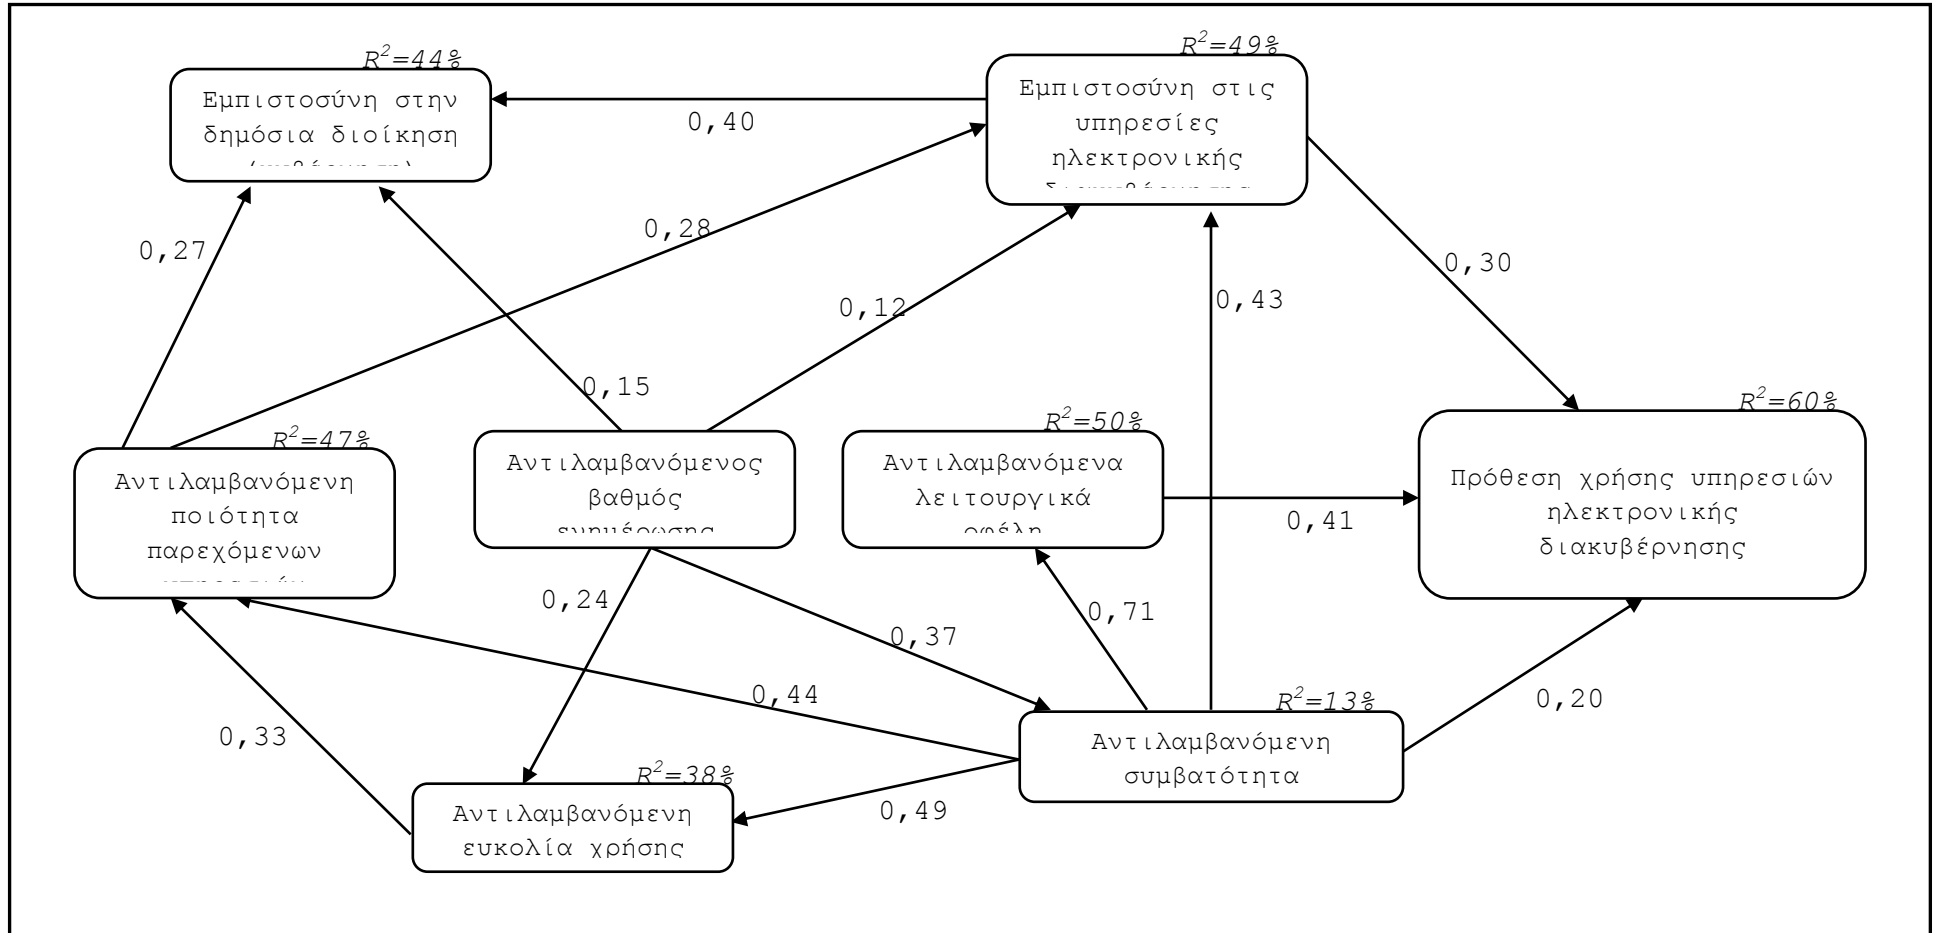 R²=44%
Εμπιστοσύνη στην
δημόσια διοίκηση
R²=49%
Εμπιστοσύνη στις
υπηρεσίες
ηλεκτρονικής
0,40
0,28
0,27
0,12
0,30
0,43
0,15
R²=47%
Αντιλαμβανόμενη
ποιότητα
παρεχόμενων
Αντιλαμβανόμενος
βαθμός
ενημέρωσης
R²=50%
Αντιλαμβανόμενα
λειτουργικά
οφέλη
R²=60%
Πρόθεση χρήσης υπηρεσιών
ηλεκτρονικής
διακυβέρνησης
0,41
0,24
0,37
0,71
0,44
0,33
0,20
R²=13%
Αντιλαμβανόμενη
συμβατότητα
R²=38%
Αντιλαμβανόμενη
ευκολία χρήσης
0,49